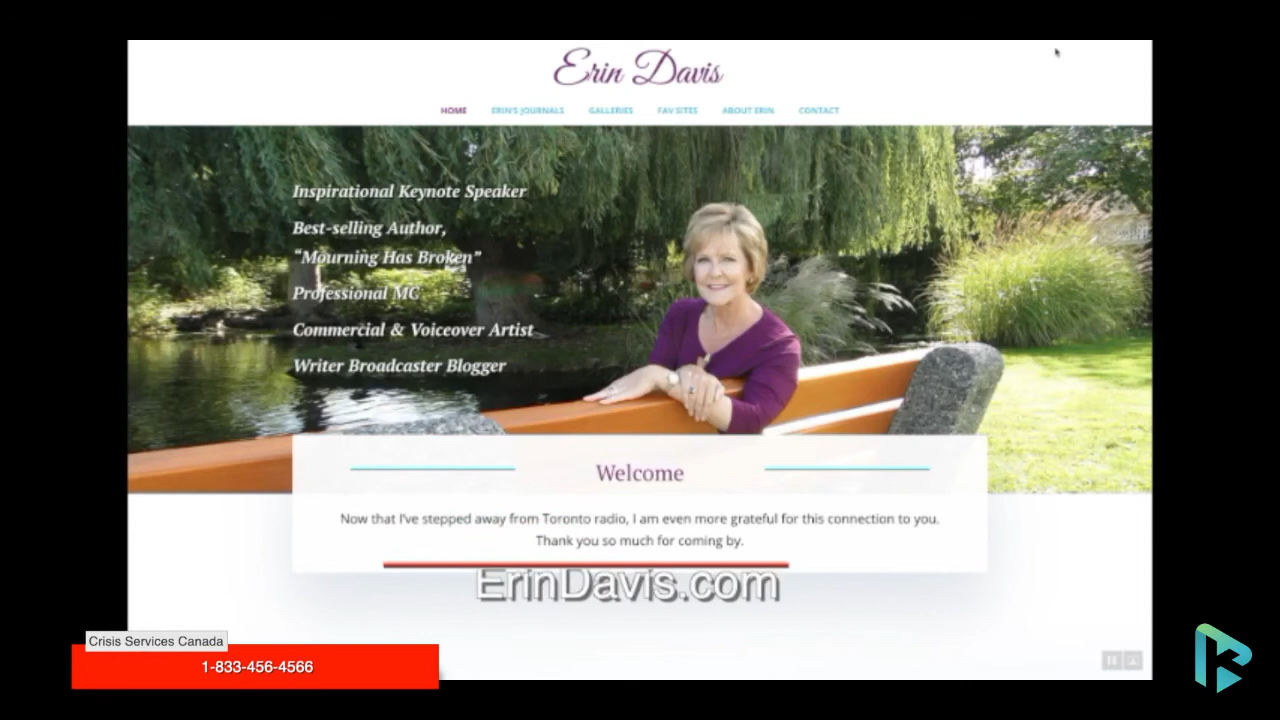 Erin Davis
HOME ERIN'S JOURNALS GALLERIES FAV SITES ABOUT ERIN CONTACT
Inspirational Keynote Speaker
Best-selling Author,
"Mourning Has Broken"
Professional MC
Commercial & Voiceover Artist
Writer Broadcaster Blogger
Welcome
Now that I've stepped away from Toronto radio, I am even more grateful for this connection to you.
Thank you so much for coming by.
ErinDavis.com
Crisis Services Canada
1-833-456-4566